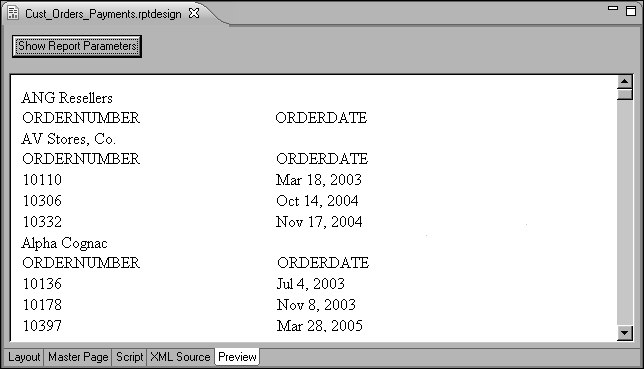 Cust_Orders_Payments.rptdesign
Show Report Parameters
ANG Resellers
ORDERNUMBER ORDERDATE
AV Stores, Co.
ORDERNUMBER ORDERDATE
10110 Mar 18, 2003
10306 Oct 14, 2004
10332 Nov 17, 2004
Alpha Cognac
ORDERNUMBER ORDERDATE
10136 Jul 4, 2003
10178 Nov 8, 2003
10397 Mar 28, 2005
Layout Master Page Script XML Source Preview